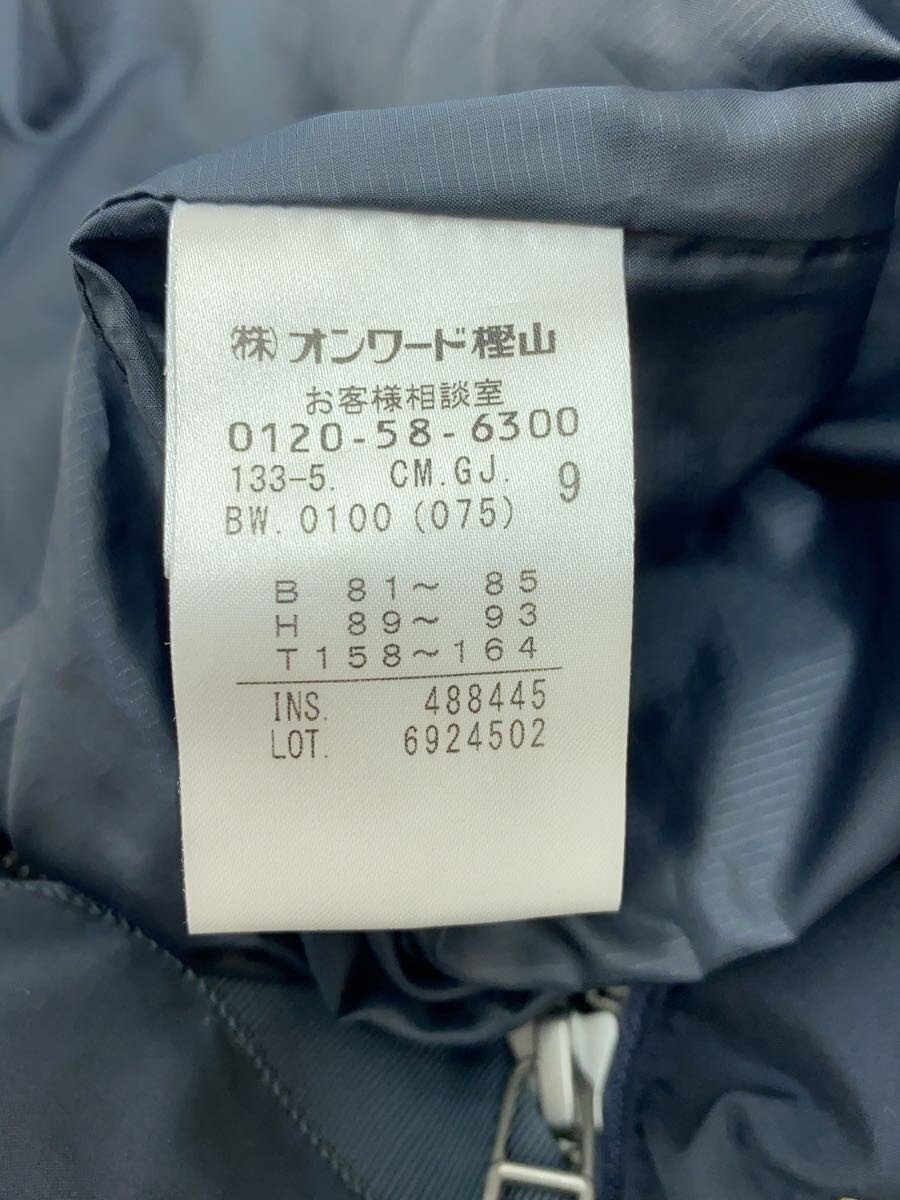 ㈱オンワード樫山
お客様相談室
0120-58-6300
133-5. CM.GJ. 9
BW. 0100 (075)
B 81～ 85
H 89～ 93
T158～164
INS. 488445
LOT. 6924502